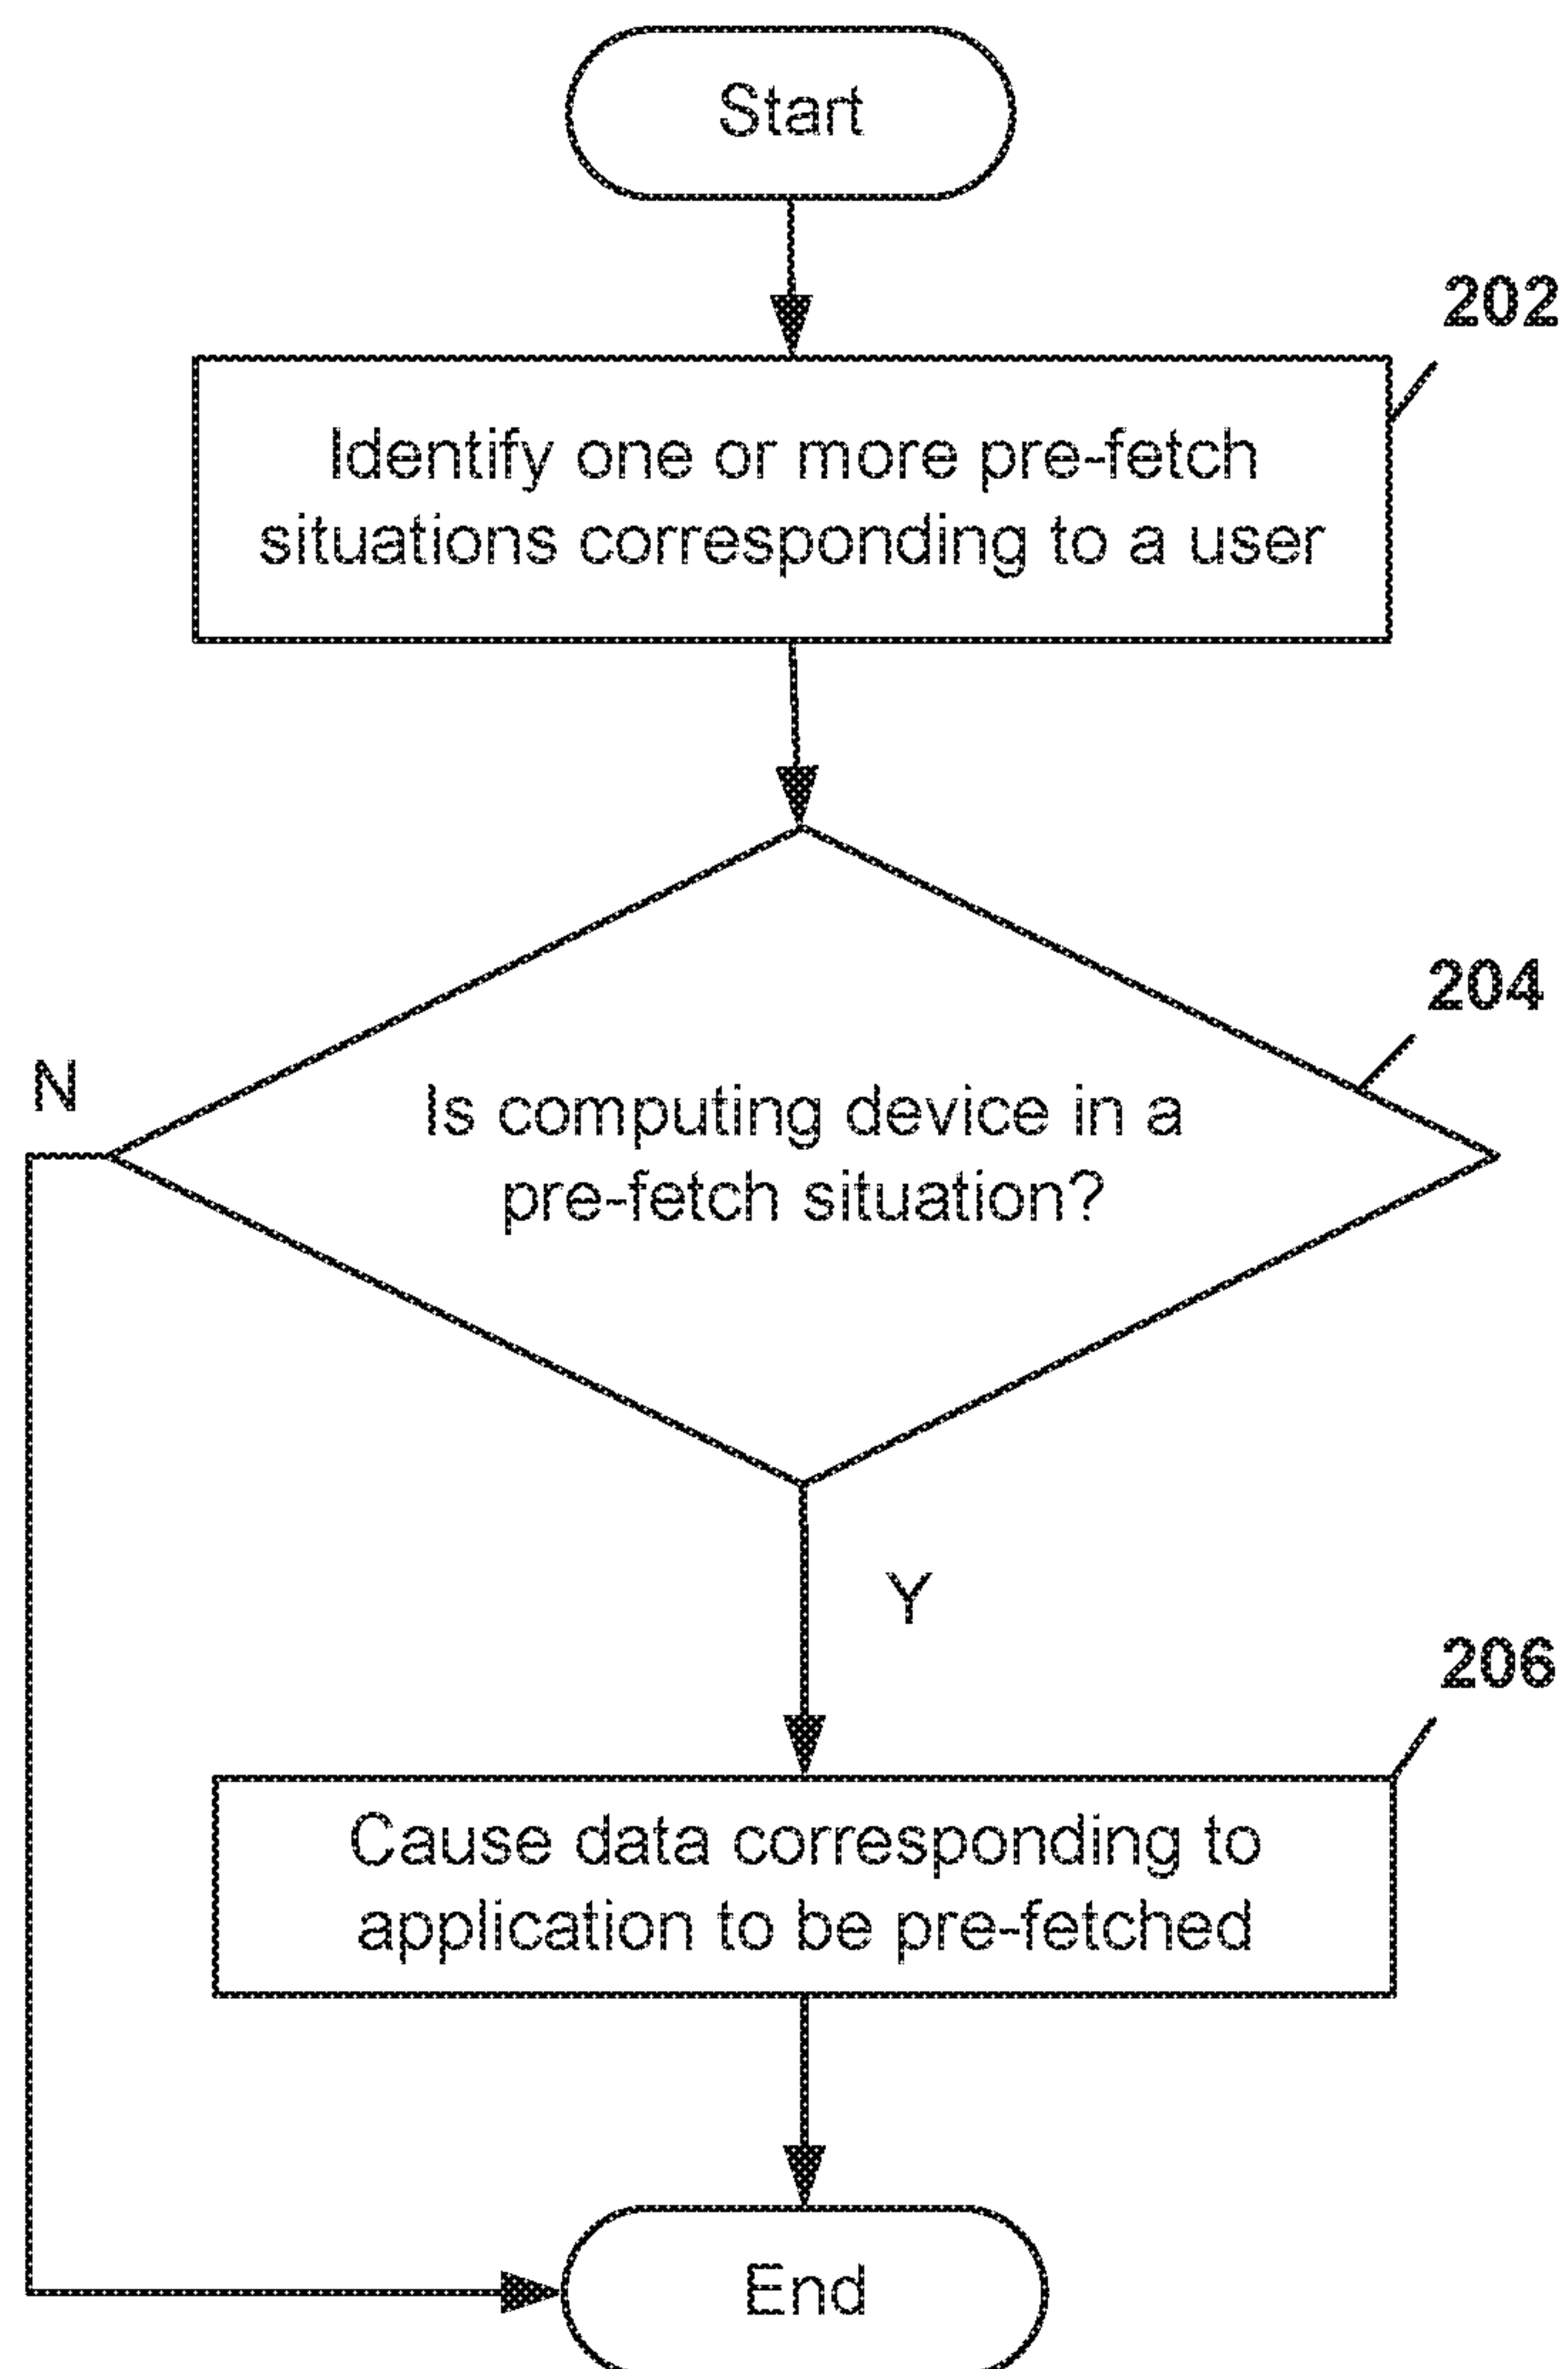 Start
202
Identify one or more pre-fetch
situations corresponding to a user
204
N
Is computing device in a
pre-fetch situation?
Y
206
Cause data corresponding to
application to be pre-fetched
End